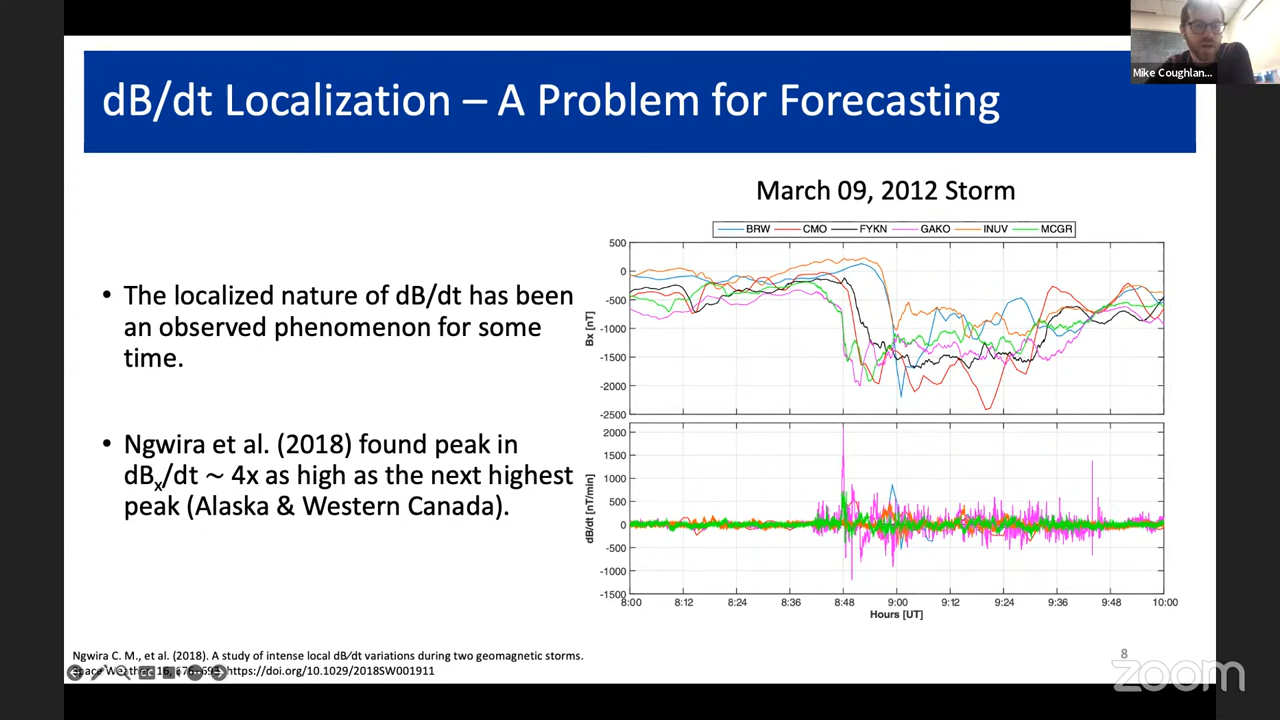 Mike Coughlan...
dB/dt Localization – A Problem for Forecasting
March 09, 2012 Storm
BRW CMO FYKN GAKO INUV MCGR
500
0
-500
-1000
-1500
-2000
-2500
Bx [nT]
2000
1500
1000
500
0
-500
-1000
-1500
dB/dt [nT/min]
8:00 8:12 8:24 8:36 8:48 9:00 9:12 9:24 9:36 9:48 10:00
Hours [UT]
• The localized nature of dB/dt has been
an observed phenomenon for some
time.
• Ngwira et al. (2018) found peak in
dBx/dt ~ 4x as high as the next highest
peak (Alaska & Western Canada).
Ngwira C. M., et al. (2018). A study of intense local dB/dt variations during two geomagnetic storms.
https://doi.org/10.1029/2018SW001911
8
zoom